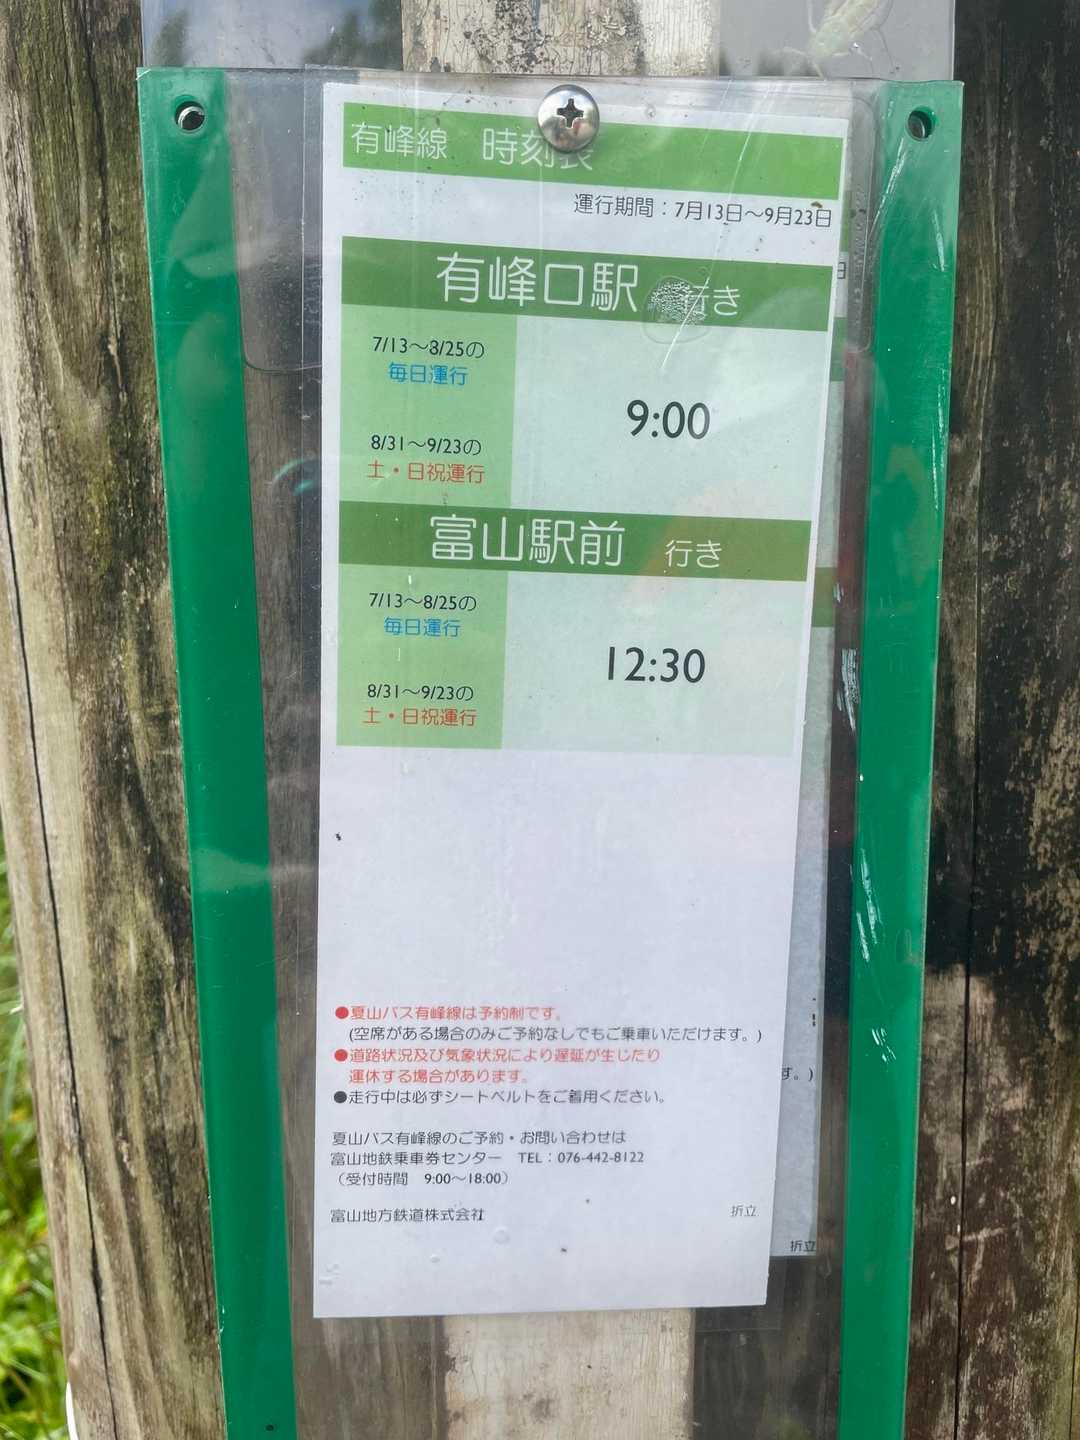 有峰線　時刻表
運行期間：7月13日～9月23日
有峰口駅　行き
7/13～8/25の
毎日運行
9:00
8/31～9/23の
土・日祝運行
富山駅前　行き
7/13～8/25の
毎日運行
12:30
8/31～9/23の
土・日祝運行
●夏山バス有峰線は予約制です。
(空席がある場合のみご予約なしでもご乗車いただけます。)
●道路状況及び気象状況により遅延が生じたり
運休する場合があります。
●走行中は必ずシートベルトをご着用ください。
す。)
夏山バス有峰線のご予約・お問い合わせは
富山地鉄乗車券センター　TEL：076-442-8122
（受付時間　9:00～18:00）
富山地方鉄道株式会社
折立
折立